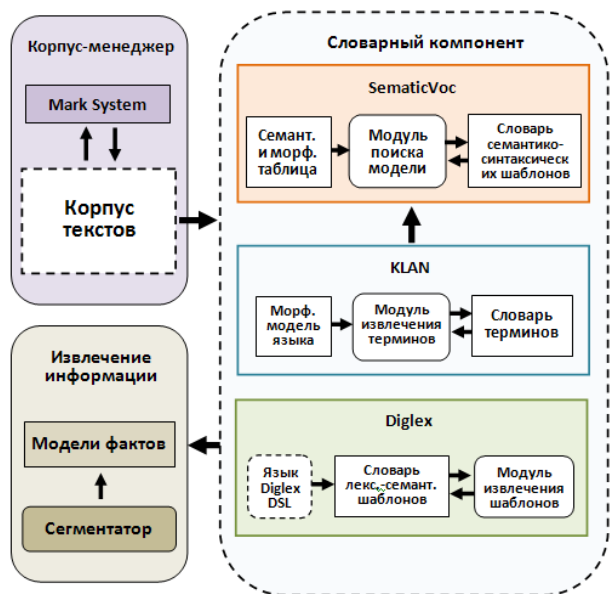 Корпус-менеджер
Mark System
Корпус
текстов
Извлечение
информации
Модели фактов
Сегментатор
Словарный компонент
SematicVoc
Семант.
и морф.
таблица
Модуль
поиска
модели
Словарь
семантико-
синтаксическ
их шаблонов
KLAN
Морф.
модель
языка
Модуль
извлечения
терминов
Словарь
терминов
Diglex
Язык
Diglex
DSL
Словарь
лекс.-семант.
шаблонов
Модуль
извлечения
шаблонов